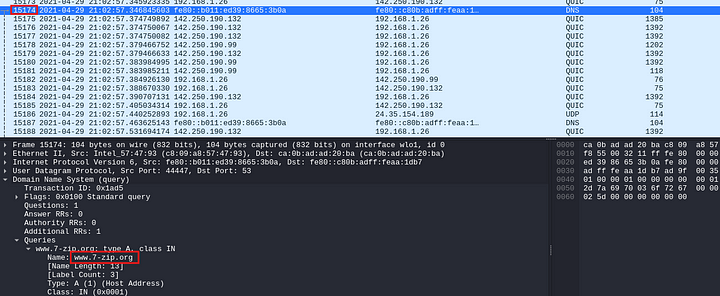 15173 2021-04-29 21:02:57.345923335 192.168.1.26 142.250.190.132 QUIC 75
15174 2021-04-29 21:02:57.346845603 fe80::b011:ed39:8665:3b0a fe80::c80b:adff:feaa:1… DNS 104
15175 2021-04-29 21:02:57.374749892 142.250.190.132 192.168.1.26 QUIC 1385
15176 2021-04-29 21:02:57.374750067 142.250.190.132 192.168.1.26 QUIC 1392
15177 2021-04-29 21:02:57.374750082 142.250.190.132 192.168.1.26 QUIC 1392
15178 2021-04-29 21:02:57.379466752 142.250.190.99 192.168.1.26 QUIC 1202
15179 2021-04-29 21:02:57.379466633 142.250.190.132 192.168.1.26 QUIC 1392
15180 2021-04-29 21:02:57.383984995 142.250.190.132 192.168.1.26 QUIC 1392
15181 2021-04-29 21:02:57.383985211 142.250.190.99 192.168.1.26 QUIC 118
15182 2021-04-29 21:02:57.384926130 192.168.1.26 142.250.190.99 QUIC 76
15183 2021-04-29 21:02:57.388670330 192.168.1.26 142.250.190.132 QUIC 75
15184 2021-04-29 21:02:57.390707131 142.250.190.132 192.168.1.26 QUIC 1392
15185 2021-04-29 21:02:57.405034314 192.168.1.26 142.250.190.132 QUIC 76
15186 2021-04-29 21:02:57.440252893 192.168.1.26 24.35.154.189 UDP 114
15187 2021-04-29 21:02:57.463625143 fe80::b011:ed39:8665:3b0a fe80::c80b:adff:feaa:1… DNS 104
15188 2021-04-29 21:02:57.531694174 142.250.190.132 192.168.1.26 QUIC 1392
Frame 15174: 104 bytes on wire (832 bits), 104 bytes captured (832 bits) on interface wlo1, id 0
Ethernet II, Src: Intel_57:47:93 (c8:09:a8:57:47:93), Dst: ca:0b:ad:ad:20:ba (ca:0b:ad:ad:20:ba)
Internet Protocol Version 6, Src: fe80::b011:ed39:8665:3b0a, Dst: fe80::c80b:adff:feaa:1db7
User Datagram Protocol, Src Port: 44447, Dst Port: 53
Domain Name System (query)
Transaction ID: 0x1ad5
Flags: 0x0100 Standard query
Questions: 1
Answer RRs: 0
Authority RRs: 0
Additional RRs: 1
Queries
www.7-zip.org: type A, class IN
Name: www.7-zip.org
[Name Length: 13]
[Label Count: 3]
Type: A (1) (Host Address)
Class: IN (0x0001)
0000 ca 0b ad ad 20 ba c8 09 a8 57
0010 f8 55 00 32 11 ff fe 80 00 00
0020 ed 39 86 65 3b 0a fe 80 00 00
0030 ad ff fe aa 1d b7 ad 9f 00 35
0040 01 00 00 01 00 00 00 00 00 01
0050 2d 7a 69 70 03 6f 72 67 00 00
0060 02 5d 00 00 00 00 00 00